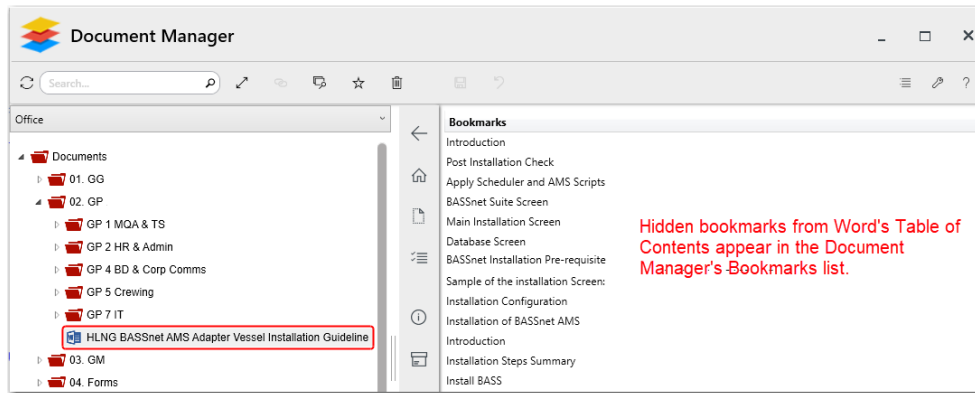 Document Manager
Search...
Office
Documents
01. GG
02. GP
GP 1 MQA & TS
GP 2 HR & Admin
GP 4 BD & Corp Comms
GP 5 Crewing
GP 7 IT
HLNG BASSnet AMS Adapter Vessel Installation Guideline
03. GM
04. Forms
Bookmarks
Introduction
Post Installation Check
Apply Scheduler and AMS Scripts
BASSnet Suite Screen
Main Installation Screen
Database Screen
BASSnet Installation Pre-requisite
Sample of the installation Screen:
Installation Configuration
Installation of BASSnet AMS
Introduction
Installation Steps Summary
Install BASS
Hidden bookmarks from Word's Table of
Contents appear in the Document
Manager's Bookmarks list.